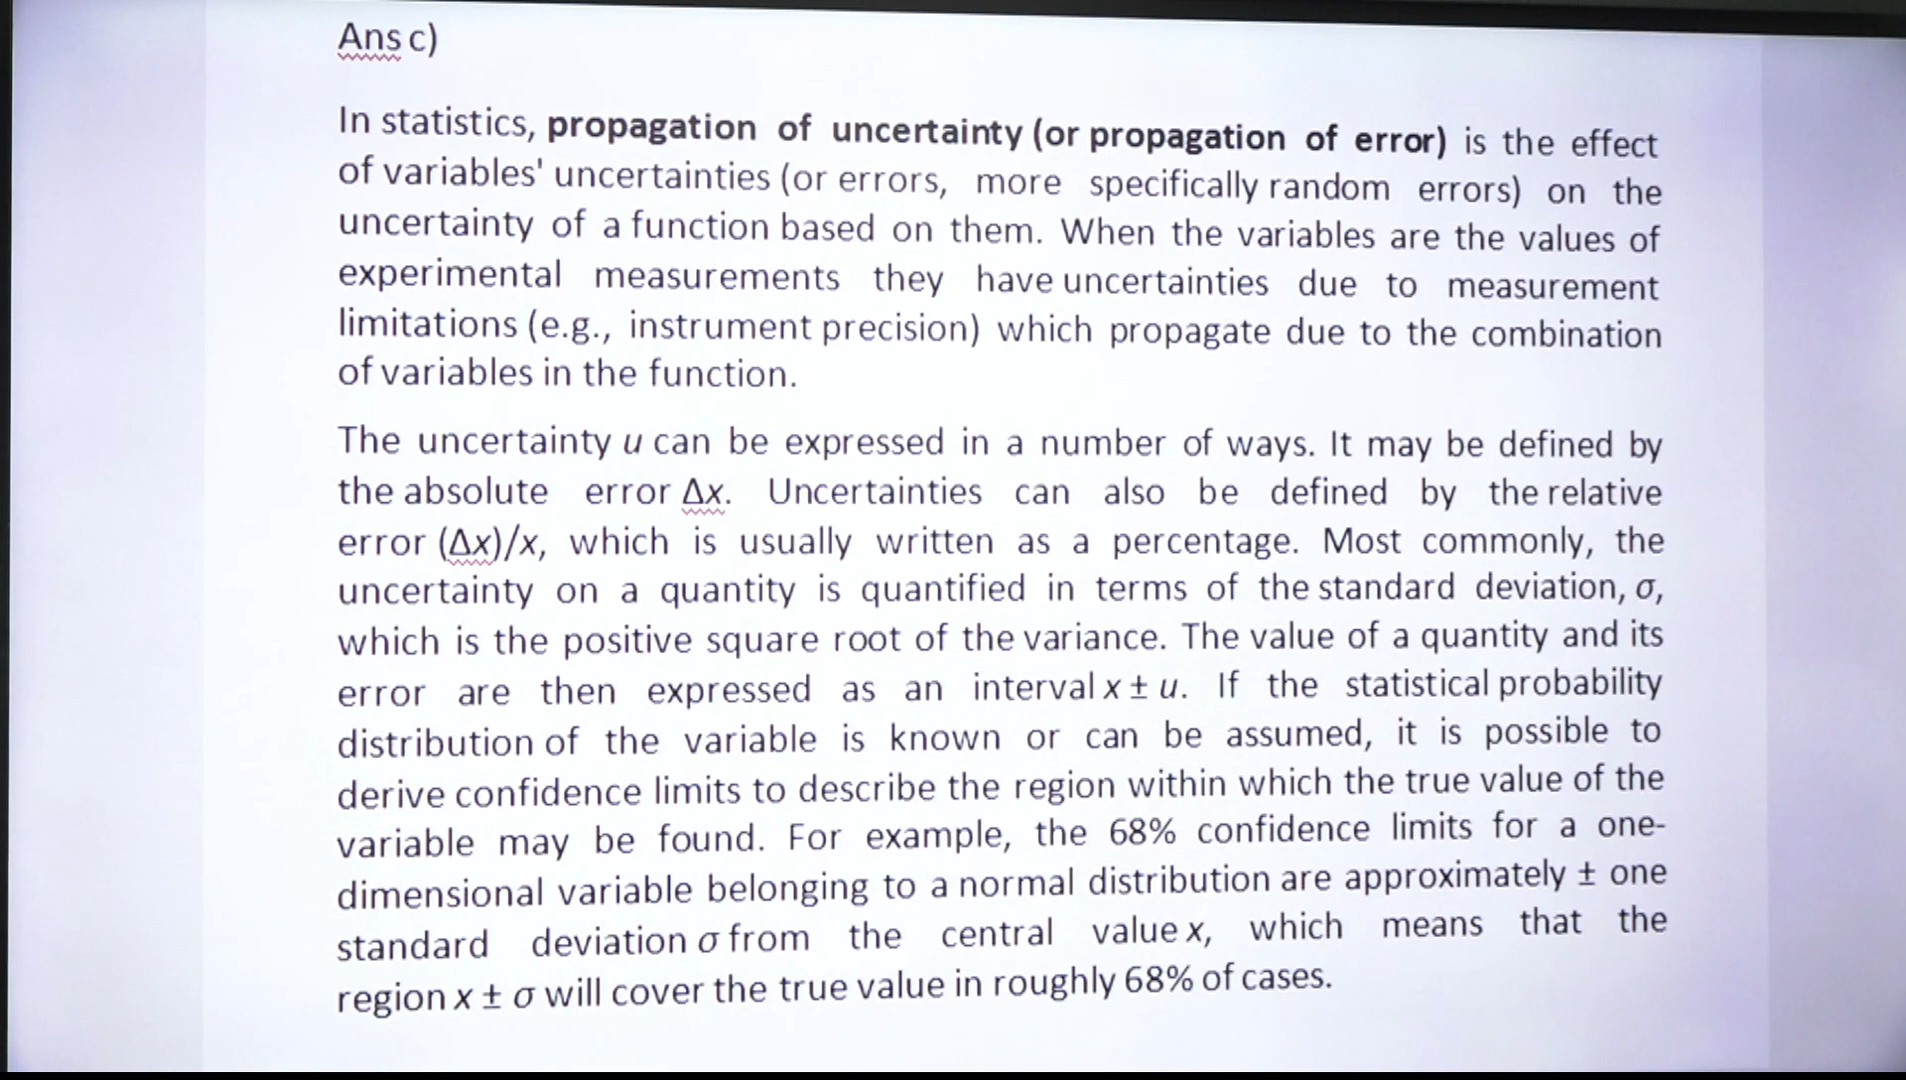 Ans c)
In statistics, propagation of uncertainty (or propagation of error) is the effect
of variables' uncertainties (or errors, more specifically random errors) on the
uncertainty of a function based on them. When the variables are the values of
experimental measurements they have uncertainties due to measurement
limitations (e.g., instrument precision) which propagate due to the combination
of variables in the function.
The uncertainty u can be expressed in a number of ways. It may be defined by
the absolute error Δx. Uncertainties can also be defined by the relative
error (Δx)/x, which is usually written as a percentage. Most commonly, the
uncertainty on a quantity is quantified in terms of the standard deviation, σ,
which is the positive square root of the variance. The value of a quantity and its
error are then expressed as an interval x ± u. If the statistical probability
distribution of the variable is known or can be assumed, it is possible to
derive confidence limits to describe the region within which the true value of the
variable may be found. For example, the 68% confidence limits for a one-
dimensional variable belonging to a normal distribution are approximately ± one
standard deviation σ from the central value x, which means that the
region x ± σ will cover the true value in roughly 68% of cases.